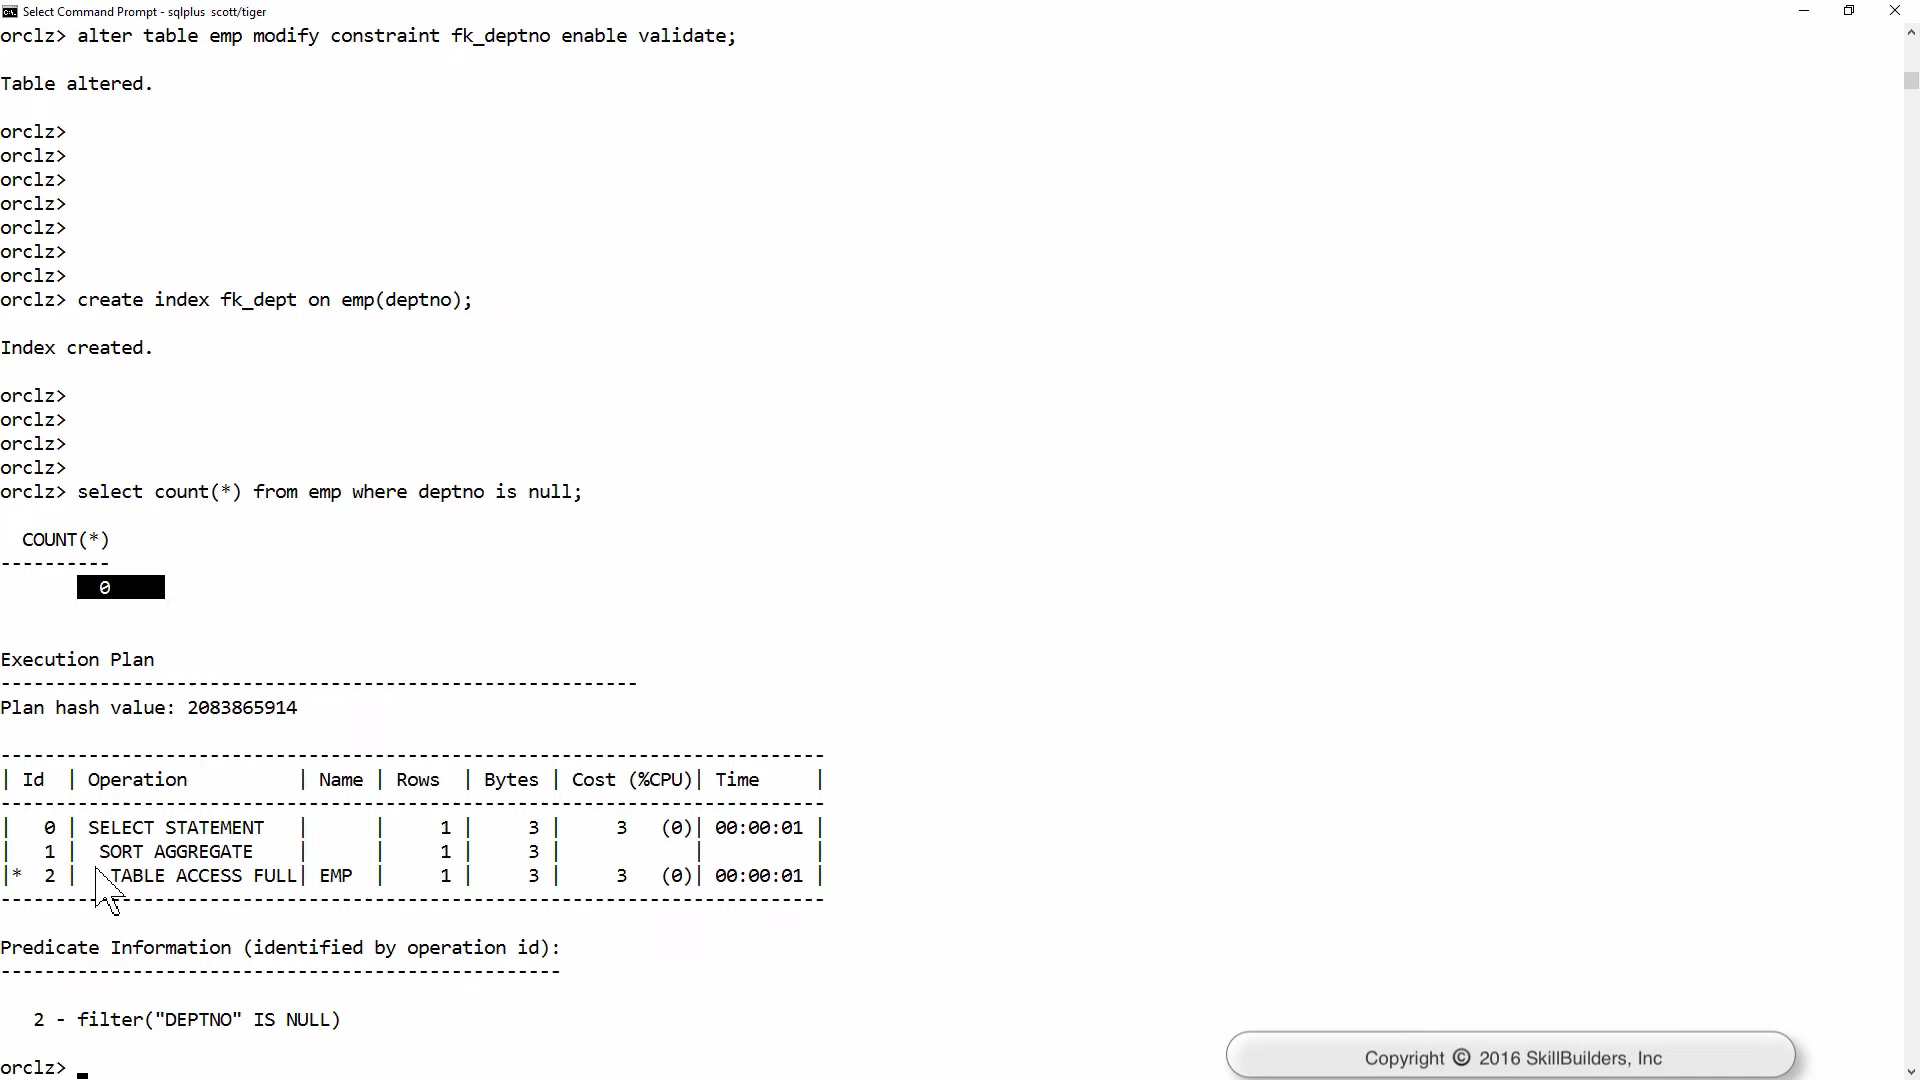 Select Command Prompt - sqlplus  scott/tiger
orclz> alter table emp modify constraint fk_deptno enable validate;
Table altered.
orclz>
orclz>
orclz>
orclz>
orclz>
orclz>
orclz>
orclz> create index fk_dept on emp(deptno);
Index created.
orclz>
orclz>
orclz>
orclz>
orclz> select count(*) from emp where deptno is null;
  COUNT(*)
----------
         0
Execution Plan
----------------------------------------------------------
Plan hash value: 2083865914
---------------------------------------------------------------------------
| Id  | Operation          | Name | Rows  | Bytes | Cost (%CPU)| Time     |
---------------------------------------------------------------------------
|   0 | SELECT STATEMENT   |      |     1 |     3 |     3   (0)| 00:00:01 |
|   1 |  SORT AGGREGATE    |      |     1 |     3 |            |          |
|*  2 |   TABLE ACCESS FULL| EMP  |     1 |     3 |     3   (0)| 00:00:01 |
---------------------------------------------------------------------------
Predicate Information (identified by operation id):
---------------------------------------------------
   2 - filter("DEPTNO" IS NULL)
orclz>
Copyright © 2016 SkillBuilders, Inc